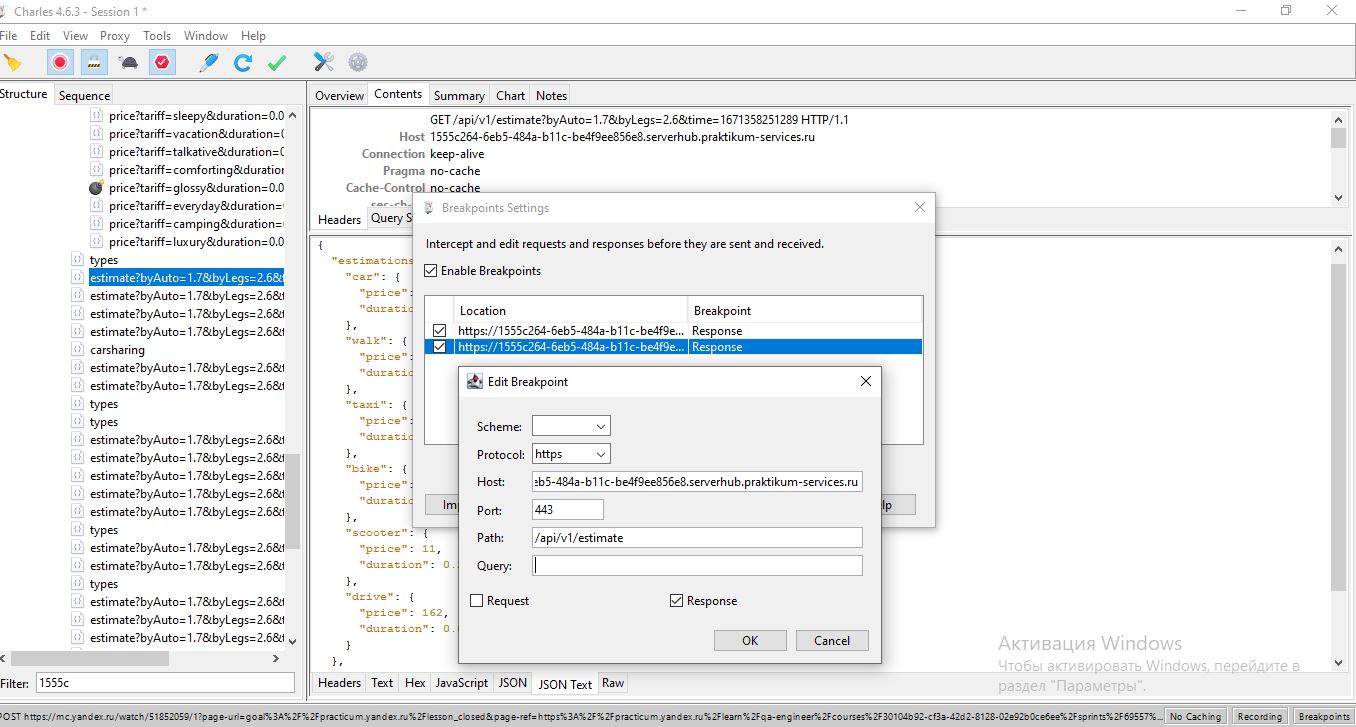 Charles 4.6.3 - Session 1 *
File Edit View Proxy Tools Window Help
Structure Sequence
Overview Contents Summary Chart Notes
price?tariff=sleepy&duration=0.0
price?tariff=vacation&duration=0
price?tariff=talkative&duration=0
price?tariff=comforting&duration
price?tariff=glossy&duration=0.0
price?tariff=everyday&duration=
price?tariff=camping&duration=
price?tariff=luxury&duration=0.0
types
estimate?byAuto=1.7&byLegs=2.6&t
estimate?byAuto=1.7&byLegs=2.6&t
estimate?byAuto=1.7&byLegs=2.6&t
estimate?byAuto=1.7&byLegs=2.6&t
carsharing
estimate?byAuto=1.7&byLegs=2.6&t
estimate?byAuto=1.7&byLegs=2.6&t
types
types
estimate?byAuto=1.7&byLegs=2.6&t
estimate?byAuto=1.7&byLegs=2.6&t
estimate?byAuto=1.7&byLegs=2.6&t
estimate?byAuto=1.7&byLegs=2.6&t
estimate?byAuto=1.7&byLegs=2.6&t
types
estimate?byAuto=1.7&byLegs=2.6&t
estimate?byAuto=1.7&byLegs=2.6&t
types
estimate?byAuto=1.7&byLegs=2.6&t
estimate?byAuto=1.7&byLegs=2.6&t
estimate?byAuto=1.7&byLegs=2.6&t
Filter: 1555c
GET /api/v1/estimate?byAuto=1.7&byLegs=2.6&time=1671358251289 HTTP/1.1
Host 1555c264-6eb5-484a-b11c-be4f9ee856e8.serverhub.praktikum-services.ru
Connection keep-alive
Pragma no-cache
Cache-Control no-cache
sec-ch-
Headers Query S
{
"estimations
"car": {
"price":
"duratio
},
"walk": {
"price":
"duratio
},
"taxi": {
"price":
"duratio
},
"bike": {
"price":
"duratio
},
"scooter": {
"price": 11,
"duration": 0.
},
"drive": {
"price": 162,
"duration": 0.
}
},
Headers Text Hex JavaScript JSON JSON Text Raw
Breakpoints Settings
Intercept and edit requests and responses before they are sent and received.
Enable Breakpoints
Location Breakpoint
https://1555c264-6eb5-484a-b11c-be4f9e... Response
https://1555c264-6eb5-484a-b11c-be4f9e... Response
Im lp
Edit Breakpoint
Scheme:
Protocol: https
Host: eb5-484a-b11c-be4f9ee856e8.serverhub.praktikum-services.ru
Port: 443
Path: /api/v1/estimate
Query:
Request Response
OK Cancel
Активация Windows
Чтобы активировать Windows, перейдите в
раздел "Параметры".
POST https://mc.yandex.ru/watch/51852059/1?page-url=goal%3A%2F%2Fpracticum.yandex.ru%2Flesson_closed&page-ref=https%3A%2F%2Fpracticum.yandex.ru%2Flearn%2Fqa-engineer%2Fcourses%2F30104b92-cf3a-42d2-8128-02e92b0ce6ee%2Fsprints%2F69557%... No Caching Recording Breakpoints